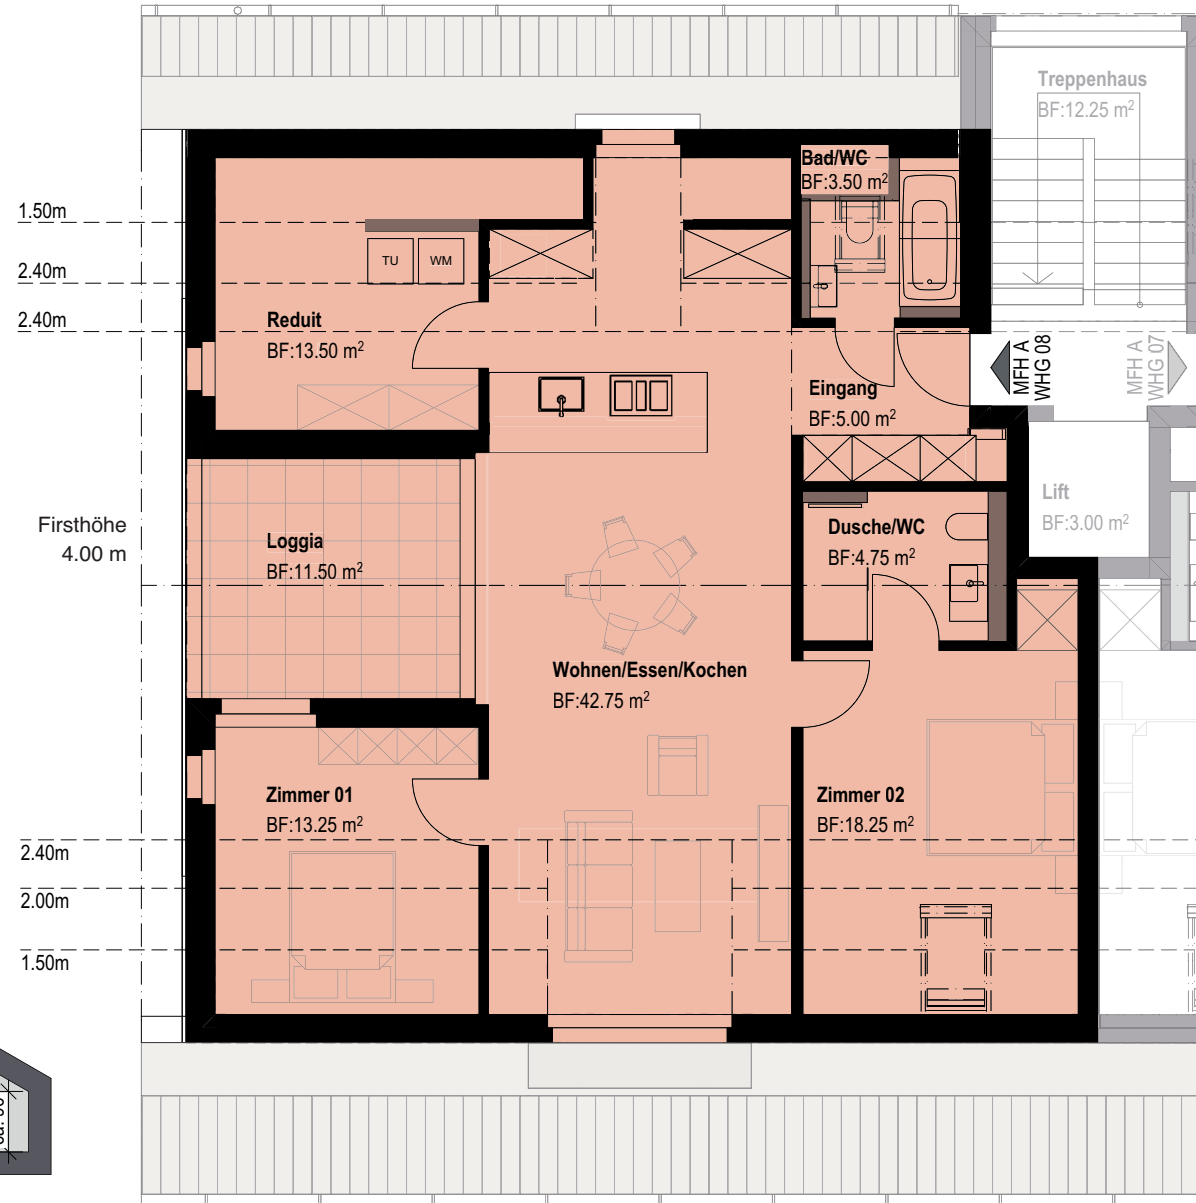 Treppenhaus
BF:12.25 m²
Bad/WC
BF:3.50 m²
1.50m
2.40m
2.40m
TU
WM
Reduit
BF:13.50 m²
Eingang
BF:5.00 m²
MFH A
WHG 08
MFH A
WHG 07
Firsthöhe
4.00 m
Loggia
BF:11.50 m²
Dusche/WC
BF:4.75 m²
Lift
BF:3.00 m²
Wohnen/Essen/Kochen
BF:42.75 m²
Zimmer 01
BF:13.25 m²
Zimmer 02
BF:18.25 m²
2.40m
2.00m
1.50m